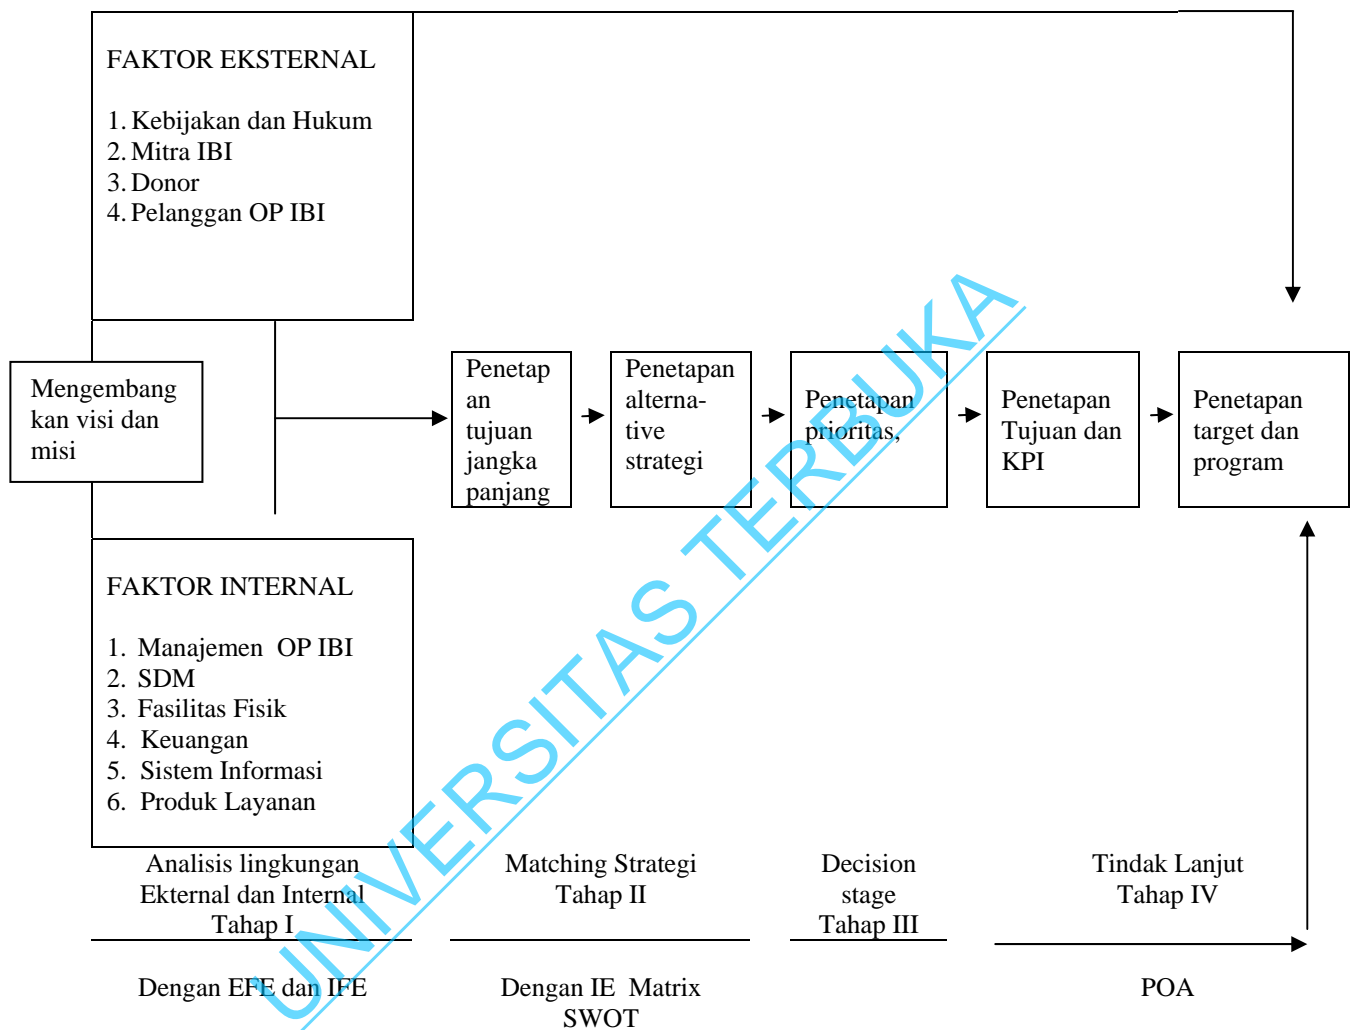 FAKTOR EKSTERNAL
1. Kebijakan dan Hukum
2. Mitra IBI
3. Donor
4. Pelanggan OP IBI
Mengembang
kan visi dan
misi
Penetap
an
tujuan
jangka
panjang
Penetapan
alterna-
tive
strategi
Penetapan
prioritas,
Penetapan
Tujuan dan
KPI
Penetapan
target dan
program
FAKTOR INTERNAL
1. Manajemen OP IBI
2. SDM
3. Fasilitas Fisik
4. Keuangan
5. Sistem Informasi
6. Produk Layanan
Analisis lingkungan
Ekternal dan Internal
Tahap I
Matching Strategi
Tahap II
Decision
stage
Tahap III
Tindak Lanjut
Tahap IV
Dengan EFE dan IFE
Dengan IE Matrix
SWOT
POA
UNIVERSITAS TERBUKA